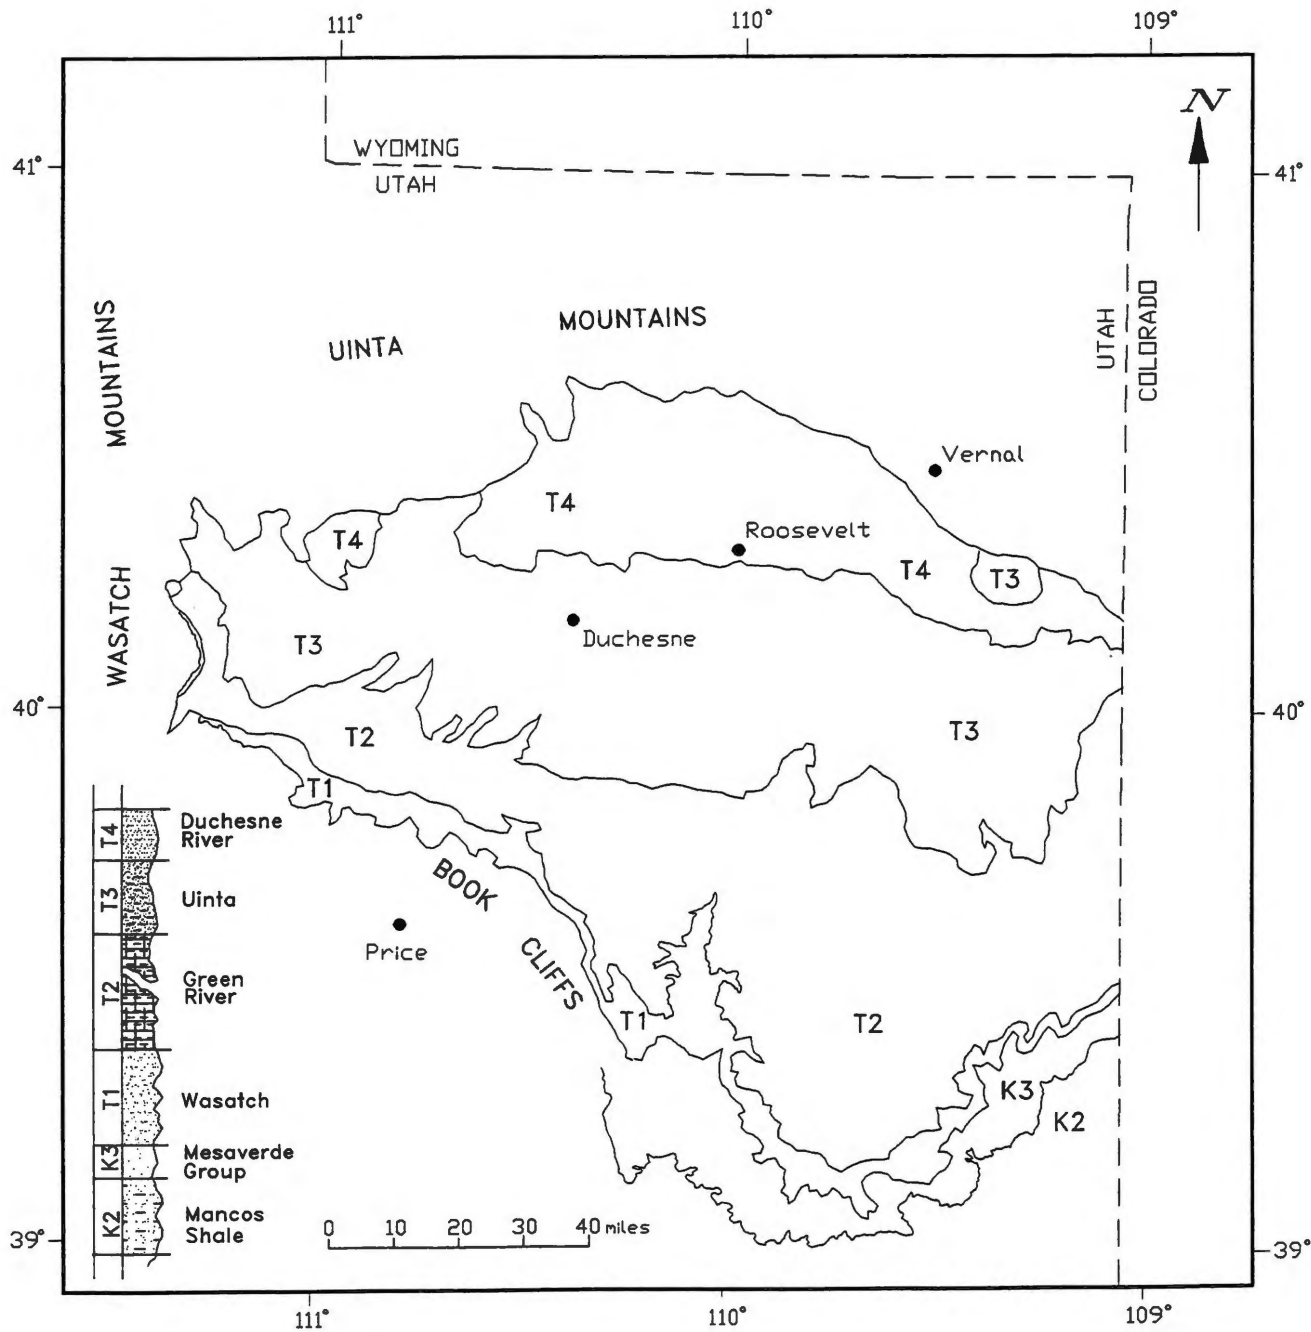 111°
110°
109°
N
41°
WYOMING
UTAH
41°
MOUNTAINS
UINTA
MOUNTAINS
UTAH
COLORADO
Vernal
T4
T4
Roosevelt
T4
T3
WASATCH
Duchesne
T3
40°
40°
T2
T3
T1
T4
Duchesne
River
BOOK
T3
Uinta
Price
CLIFFS
T2
Green
River
T1
T2
T1
Wasatch
K3
K2
K3
Mesaverde
Group
K2
Mancos
Shale
0 10 20 30 40 miles
39°
39°
111°
110°
109°